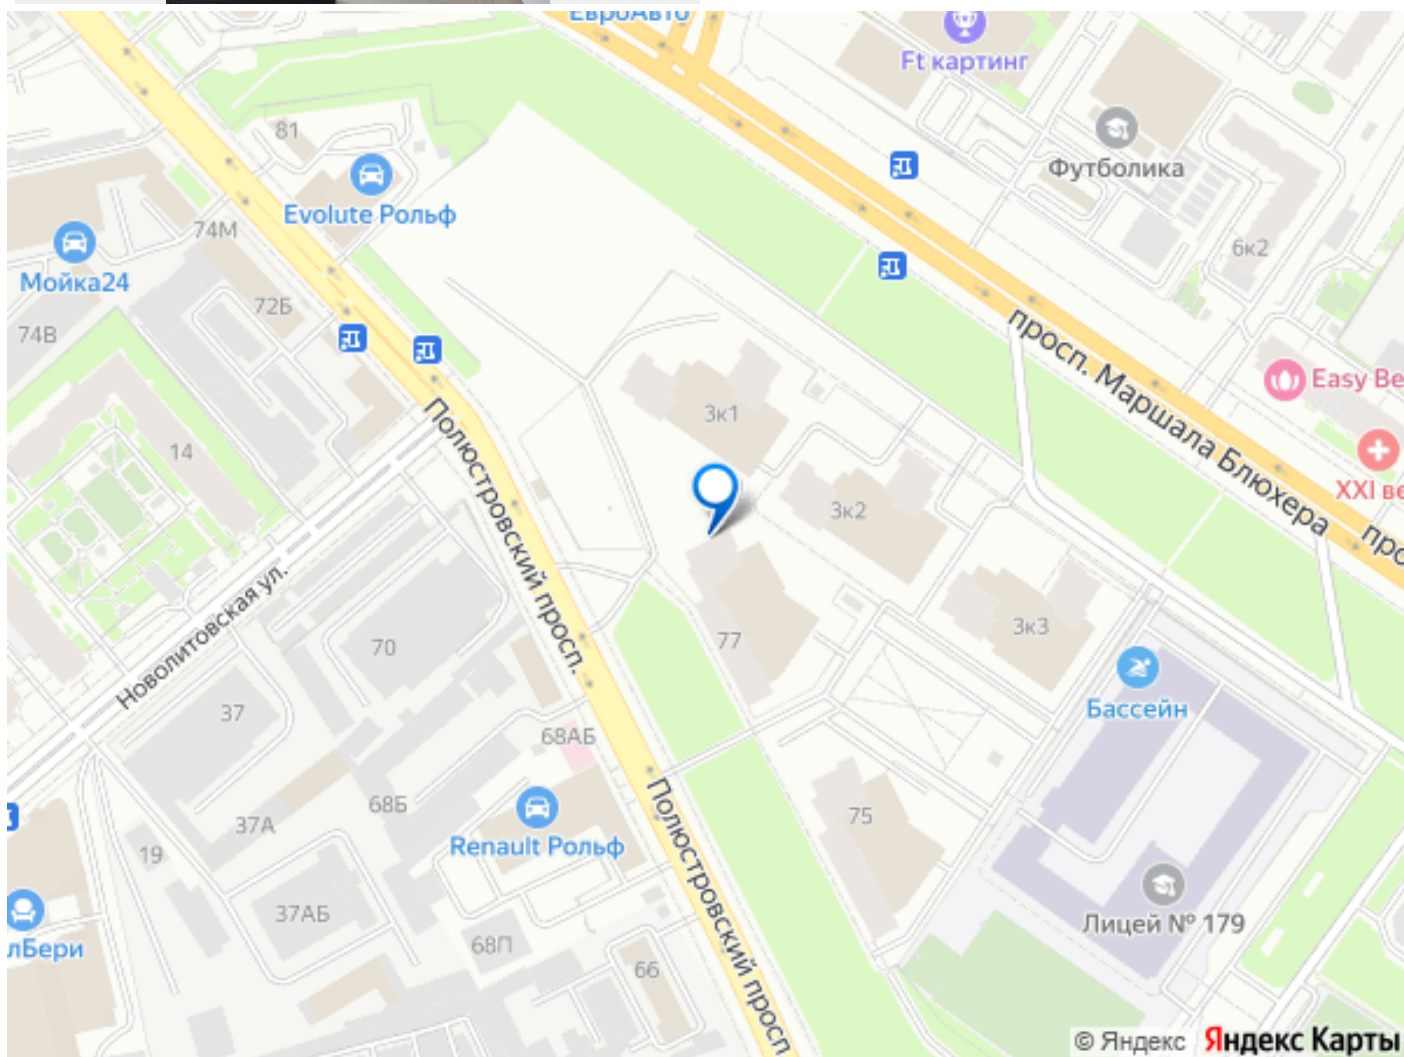 ЕвроАвто
Ft картинг
81
Футболика
Evolute Рольф
74М
6к2
Мойка24
72Б
74В
просп. Маршала Блюхера
Easy Be
3к1
Полюстровский просп.
14
XXI ве
3к2
про
Новолитовская ул.
3к3
70
77
37
Бассейн
68АБ
68Б
Полюстровский просп
75
37А
Renault Рольф
19
37АБ
Лицей № 179
68П
лБери
66
© Яндекс Яндекс Карты